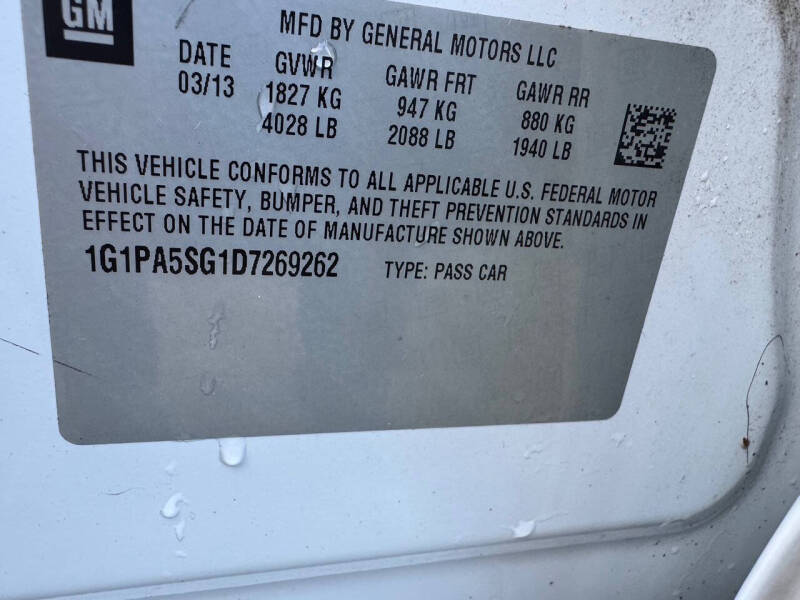 GM
MFD BY GENERAL MOTORS LLC
DATE GVWR GAWR FRT GAWR RR
03/13 1827 KG 947 KG 880 KG
4028 LB 2088 LB 1940 LB
THIS VEHICLE CONFORMS TO ALL APPLICABLE U.S. FEDERAL MOTOR
VEHICLE SAFETY, BUMPER, AND THEFT PREVENTION STANDARDS IN
EFFECT ON THE DATE OF MANUFACTURE SHOWN ABOVE.
1G1PA5SG1D7269262 TYPE: PASS CAR